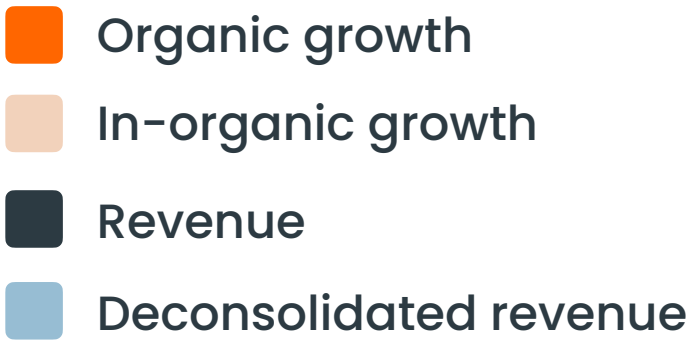 Organic growth
In-organic growth
Revenue
Deconsolidated revenue